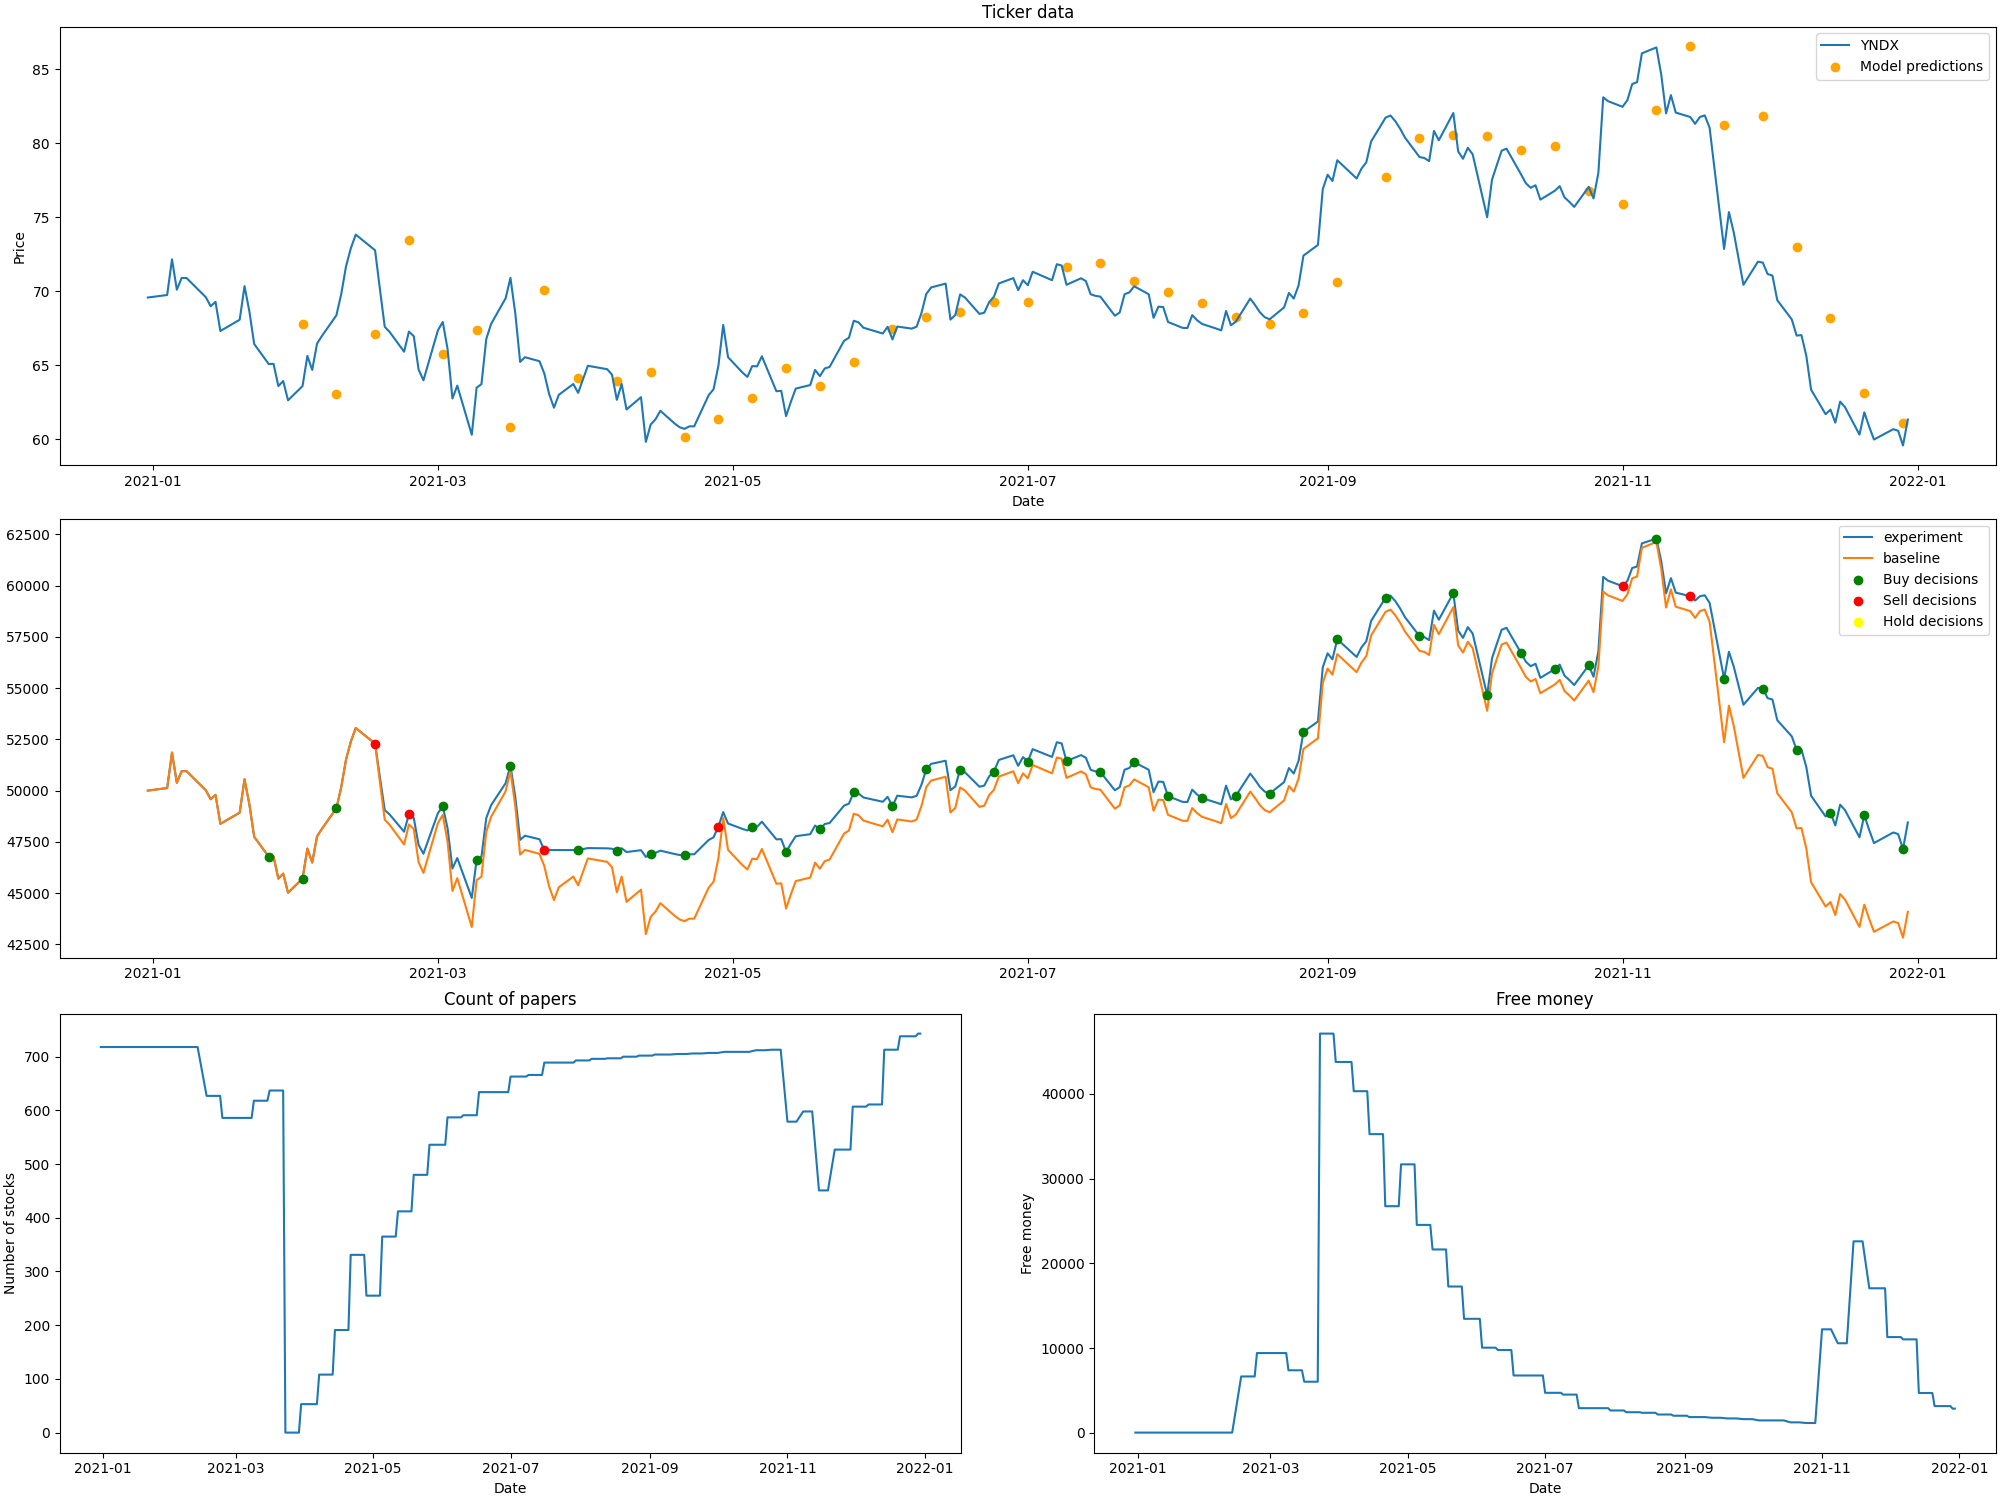 Ticker data
YNDX
Model predictions
85
80
75
70
65
60
Price
2021-01 2021-03 2021-05 2021-07 2021-09 2021-11 2022-01
Date
experiment
baseline
Buy decisions
Sell decisions
Hold decisions
62500
60000
57500
55000
52500
50000
47500
45000
42500
2021-01 2021-03 2021-05 2021-07 2021-09 2021-11 2022-01
Count of papers
700
600
500
400
300
200
100
0
Number of stocks
2021-01 2021-03 2021-05 2021-07 2021-09 2021-11 2022-01
Date
Free money
40000
30000
20000
10000
0
Free money
2021-01 2021-03 2021-05 2021-07 2021-09 2021-11 2022-01
Date